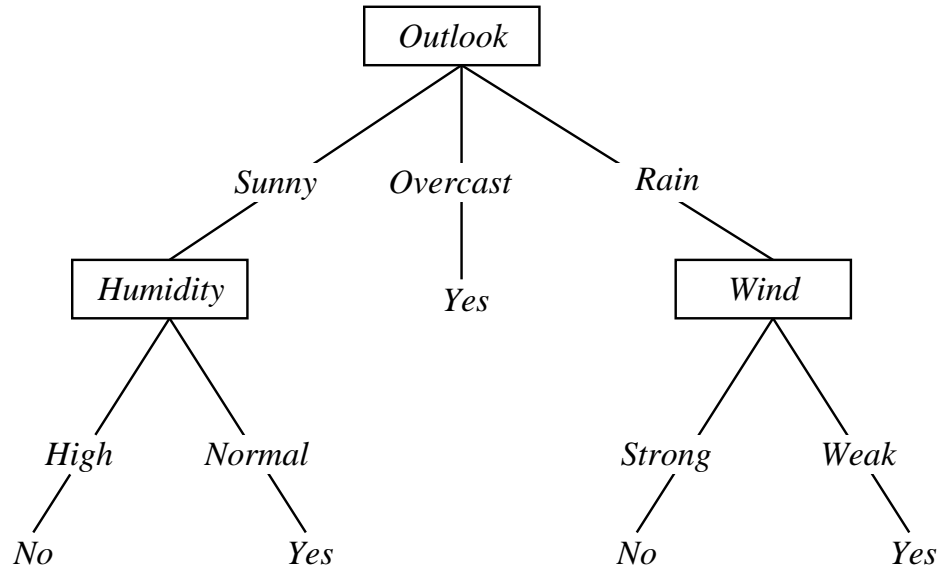 Outlook
Sunny Overcast Rain
Humidity Yes Wind
High Normal Strong Weak
No Yes No Yes